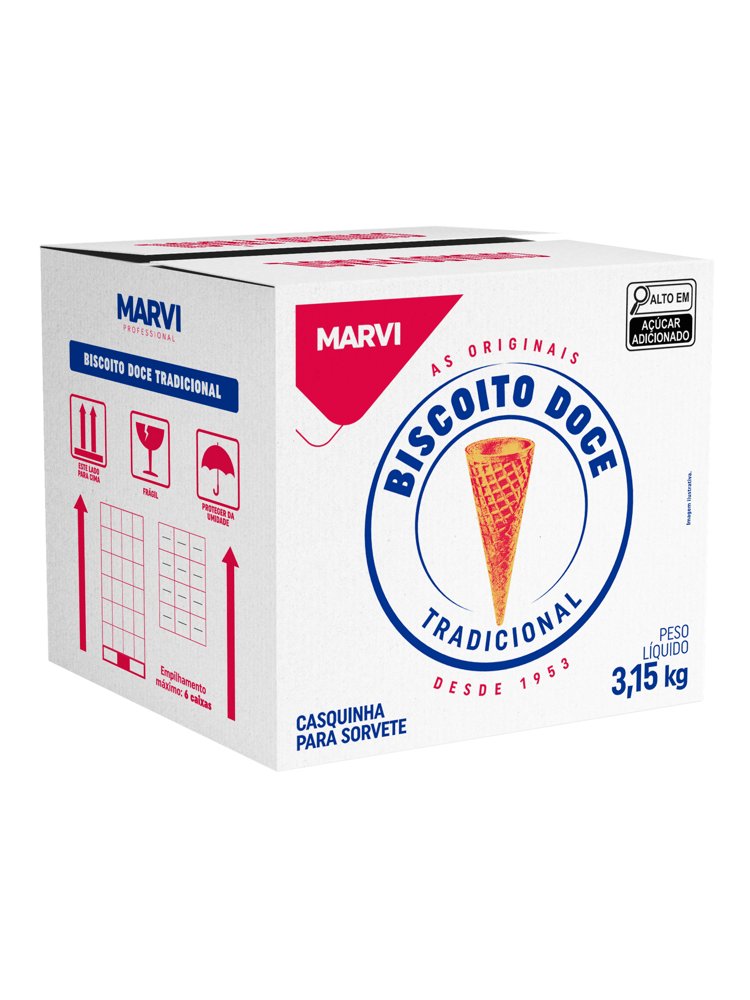 MARVI
PROFESSIONAL
BISCOITO DOCE TRADICIONAL
ESTE LADO
PARA CIMA
FRÁGIL
PROTEGER DA
UMIDADE
Empilhamento
máximo: 6 caixas
MARVI
AS ORIGINAIS
BISCOITO DOCE
TRADICIONAL
DESDE 1953
CASQUINHA
PARA SORVETE
ALTO EM
AÇÚCAR
ADICIONADO
Imagem ilustrativa.
PESO
LÍQUIDO
3,15 kg